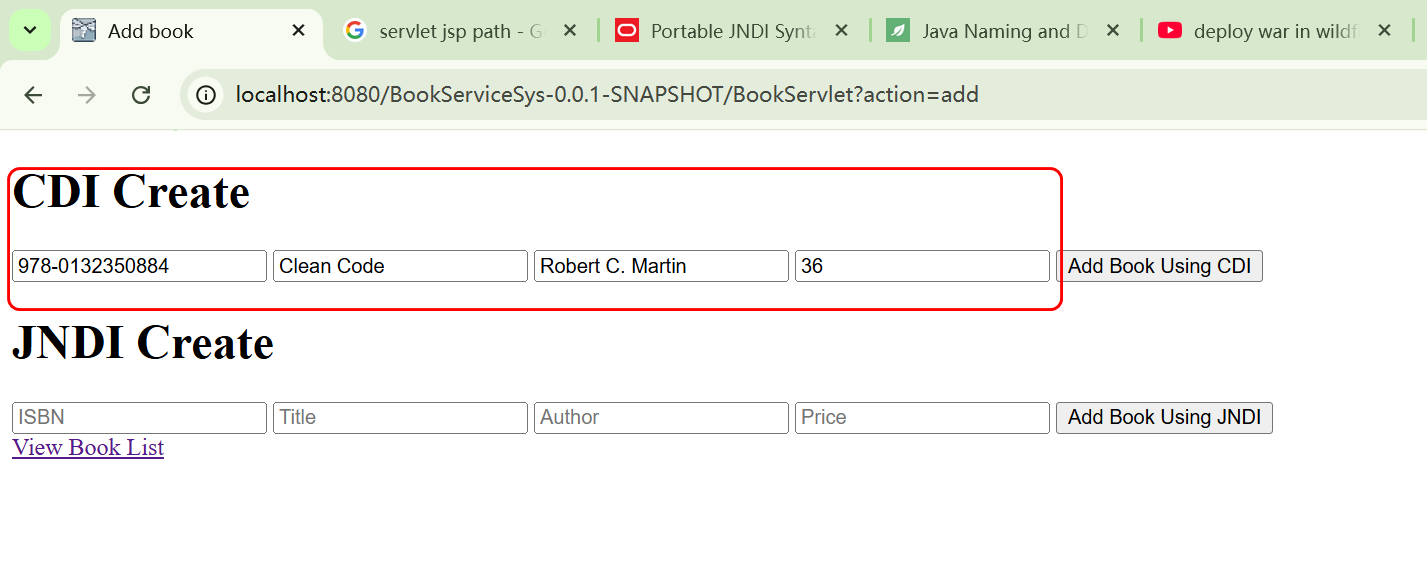 Add book servlet jsp path - G Portable JNDI Synta Java Naming and D deploy war in wildf
localhost:8080/BookServiceSys-0.0.1-SNAPSHOT/BookServlet?action=add
CDI Create
978-0132350884 Clean Code Robert C. Martin 36 Add Book Using CDI
JNDI Create
ISBN Title Author Price Add Book Using JNDI
View Book List